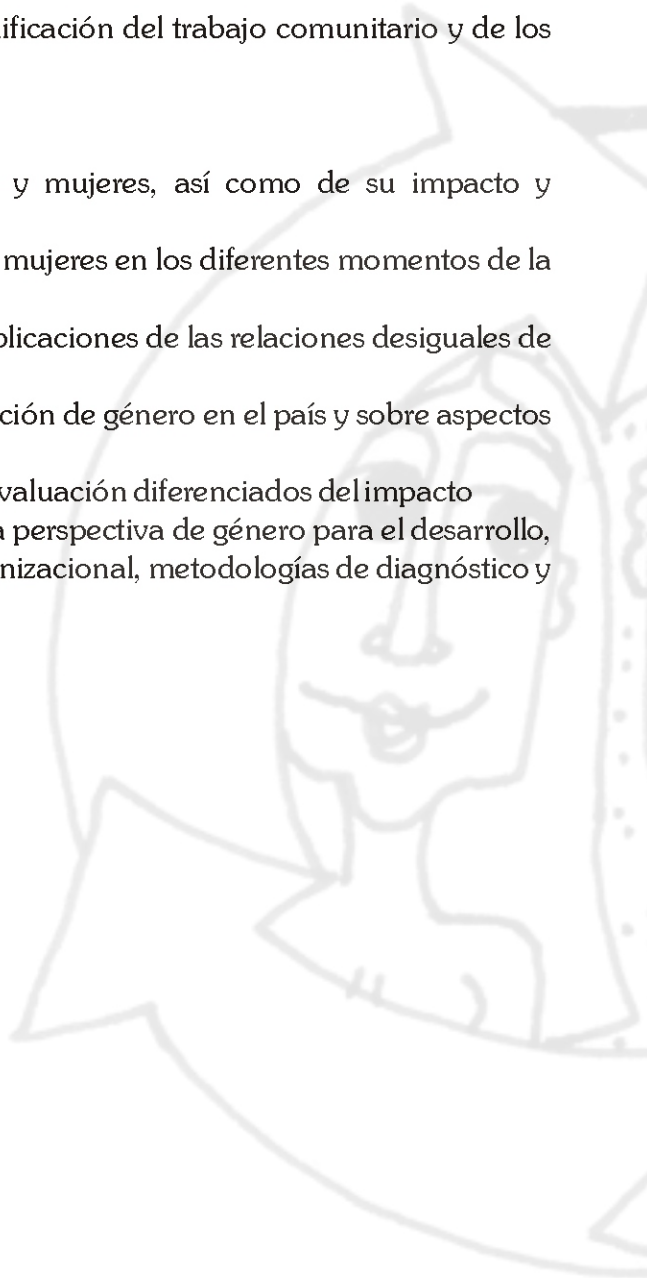 ificación del trabajo comunitario y de los
y mujeres, así como de su impacto y
mujeres en los diferentes momentos de la
plicaciones de las relaciones desiguales de
ción de género en el país y sobre aspectos
valuación diferenciados del impacto
a perspectiva de género para el desarrollo,
nizacional, metodologías de diagnóstico y